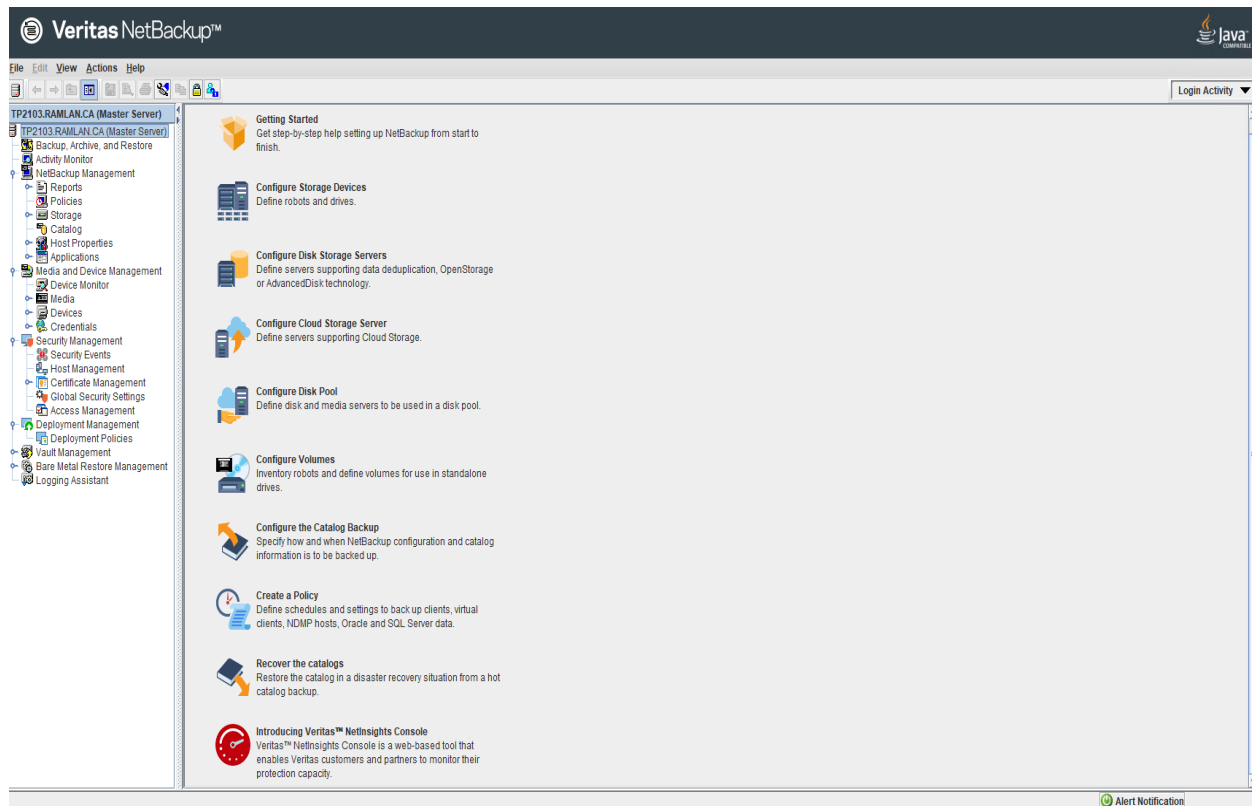 Veritas NetBackup™
Java
COMPATIBLE
File Edit View Actions Help
Login Activity
TP2103.RAMLAN.CA (Master Server)
TP2103.RAMLAN.CA (Master Server)
Backup, Archive, and Restore
Activity Monitor
NetBackup Management
Reports
Policies
Storage
Catalog
Host Properties
Applications
Media and Device Management
Device Monitor
Media
Devices
Credentials
Security Management
Security Events
Host Management
Certificate Management
Global Security Settings
Access Management
Deployment Management
Deployment Policies
Vault Management
Bare Metal Restore Management
Logging Assistant
Getting Started
Get step-by-step help setting up NetBackup from start to
finish.
Configure Storage Devices
Define robots and drives.
Configure Disk Storage Servers
Define servers supporting data deduplication, OpenStorage
or AdvancedDisk technology.
Configure Cloud Storage Server
Define servers supporting Cloud Storage.
Configure Disk Pool
Define disk and media servers to be used in a disk pool.
Configure Volumes
Inventory robots and define volumes for use in standalone
drives.
Configure the Catalog Backup
Specify how and when NetBackup configuration and catalog
information is to be backed up.
Create a Policy
Define schedules and settings to back up clients, virtual
clients, NDMP hosts, Oracle and SQL Server data.
Recover the catalogs
Restore the catalog in a disaster recovery situation from a hot
catalog backup.
Introducing Veritas™ NetInsights Console
Veritas™ NetInsights Console is a web-based tool that
enables Veritas customers and partners to monitor their
protection capacity.
Alert Notification